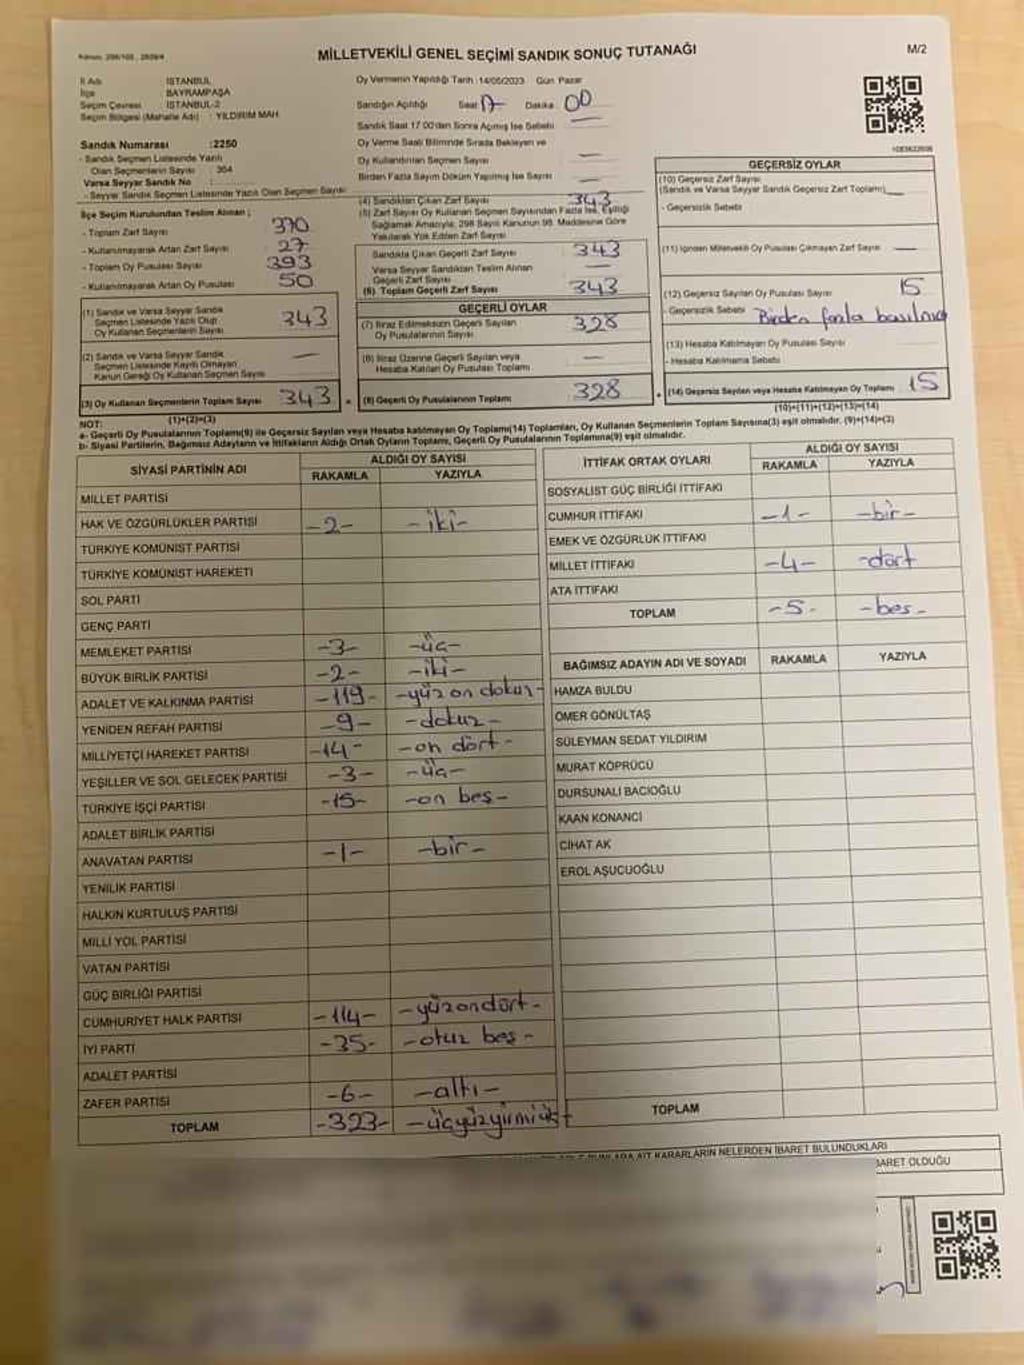 Kanun: 298/105, 2839/4
MİLLETVEKİLİ GENEL SEÇİMİ SANDIK SONUÇ TUTANAĞI
M/2
İl Adı : İSTANBUL
İlçe : BAYRAMPAŞA
Seçim Çevresi : İSTANBUL-2
Seçim Bölgesi (Mahalle Adı) : YILDIRIM MAH.
Sandık Numarası :2250
- Sandık Seçmen Listesinde Yazılı
Olan Seçmenlerin Sayısı : 364
Varsa Seyyar Sandık No :
- Seyyar Sandık Seçmen Listesinde Yazılı Olan Seçmen Sayısı
Oy Vermenin Yapıldığı Tarih :14/05/2023 Gün Pazar
Sandığın Açıldığı Saat 17 Dakika : 00
Sandık Saat 17:00'dan Sonra Açılmış İse Sebebi —
Oy Verme Saati Bitiminde Sırada Bekleyen ve
Oy Kullandırılan Seçmen Sayısı —
Birden Fazla Sayım Döküm Yapılmış İse Sayısı —
İlçe Seçim Kurulundan Teslim Alınan ;
- Toplam Zarf Sayısı 370
- Kullanılmayarak Artan Zarf Sayısı 27
- Toplam Oy Pusulası Sayısı 393
- Kullanılmayarak Artan Oy Pusulası 50
(1) Sandık ve Varsa Seyyar Sandık
Seçmen Listesinde Yazılı Olup
Oy Kullanan Seçmenlerin Sayısı 343
(2) Sandık ve Varsa Seyyar Sandık
Seçmen Listesinde Kayıtlı Olmayan
Kanun Gereği Oy Kullanan Seçmen Sayısı —
(3) Oy Kullanan Seçmenlerin Toplam Sayısı 343
(1)+(2)=(3)
(4) Sandıktan Çıkan Zarf Sayısı 343
(5) Zarf Sayısı Oy Kullanan Seçmen Sayısından Fazla İse, Eşitliği
Sağlamak Amacıyla, 298 Sayılı Kanunun 98. Maddesine Göre
Yakılarak Yok Edilen Zarf Sayısı
Sandıkta Çıkan Geçerli Zarf Sayısı 343
Varsa Seyyar Sandıktan Teslim Alınan
Geçerli Zarf Sayısı —
(6). Toplam Geçerli Zarf Sayısı 343
GEÇERLİ OYLAR
(7) İtiraz Edilmeksizin Geçerli Sayılan
Oy Pusulalarının Sayısı 328
(8) İtiraz Üzerine Geçerli Sayılan veya
Hesaba Katılan Oy Pusulası Toplamı —
(9) Geçerli Oy Pusulalarının Toplamı 328
GEÇERSİZ OYLAR
(10) Geçersiz Zarf Sayısı
(Sandık ve Varsa Seyyar Sandık Geçersiz Zarf Toplamı) —
- Geçersizlik Sebebi
(11) İçinden Milletvekili Oy Pusulası Çıkmayan Zarf Sayısı —
(12) Geçersiz Sayılan Oy Pusulası Sayısı 15
- Geçersizlik Sebebi Birden fazla basılmış
(13) Hesaba Katılmayan Oy Pusulası Sayısı
- Hesaba Katılmama Sebebi
(14) Geçersiz Sayılan veya Hesaba Katılmayan Oy Toplamı 15
(10)+(11)+(12)+(13)=(14)
NOT:
a- Geçerli Oy Pusulalarının Toplamı(9) ile Geçersiz Sayılan veya Hesaba katılmayan Oy Toplamı(14) Toplamları, Oy Kullanan Seçmenlerin Toplam Sayısına(3) eşit olmalıdır. (9)+(14)=(3)
b- Siyasi Partilerin, Bağımsız Adayların ve İttifakların Aldığı Ortak Oyların Toplamı, Geçerli Oy Pusulalarının Toplamına(9) eşit olmalıdır.
SİYASİ PARTİNİN ADI ALDIĞI OY SAYISI
RAKAMLA YAZIYLA
MİLLET PARTİSİ
HAK VE ÖZGÜRLÜKLER PARTİSİ -2- -iki-
TÜRKİYE KOMÜNİST PARTİSİ
TÜRKİYE KOMÜNİST HAREKETİ
SOL PARTİ
GENÇ PARTİ
MEMLEKET PARTİSİ -3- -üç-
BÜYÜK BİRLİK PARTİSİ -2- -iki-
ADALET VE KALKINMA PARTİSİ -119- -yüz on dokuz-
YENİDEN REFAH PARTİSİ -9- -dokuz-
MİLLİYETÇİ HAREKET PARTİSİ -14- -on dört-
YEŞİLLER VE SOL GELECEK PARTİSİ -3- -üç-
TÜRKİYE İŞÇİ PARTİSİ -15- -on beş-
ADALET BİRLİK PARTİSİ
ANAVATAN PARTİSİ -1- -bir-
YENİLİK PARTİSİ
HALKIN KURTULUŞ PARTİSİ
MİLLİ YOL PARTİSİ
VATAN PARTİSİ
GÜÇ BİRLİĞİ PARTİSİ
CUMHURİYET HALK PARTİSİ -114- -yüzondört-
İYİ PARTİ -35- -otuz beş-
ADALET PARTİSİ
ZAFER PARTİSİ -6- -altı-
TOPLAM -323- -üçyüzyirmiüç-
İTTİFAK ORTAK OYLARI ALDIĞI OY SAYISI
RAKAMLA YAZIYLA
SOSYALİST GÜÇ BİRLİĞİ İTTİFAKI
CUMHUR İTTİFAKI -1- -bir-
EMEK VE ÖZGÜRLÜK İTTİFAKI
MİLLET İTTİFAKI -4- -dört
ATA İTTİFAKI
TOPLAM -5- -beş-
BAĞIMSIZ ADAYIN ADI VE SOYADI RAKAMLA YAZIYLA
HAMZA BULDU
ÖMER GÖNÜLTAŞ
SÜLEYMAN SEDAT YILDIRIM
MURAT KÖPRÜCÜ
DURSUNALİ BACIOĞLU
KAAN KONANCİ
CİHAT AK
EROL AŞUCUOĞLU
TOPLAM
KARARLARIN NELERDEN İBARET BULUNDUKLARI
BARET OLDUĞU